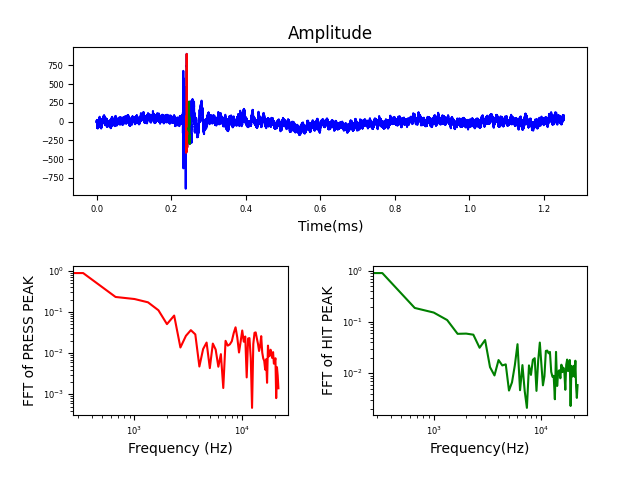 Amplitude
750
500
250
0
−250
−500
−750
0.0 0.2 0.4 0.6 0.8 1.0 1.2
Time(ms)
FFT of PRESS PEAK
10⁰
10⁻¹
10⁻²
10⁻³
10³ 10⁴
Frequency (Hz)
FFT of HIT PEAK
10⁰
10⁻¹
10⁻²
10³ 10⁴
Frequency(Hz)